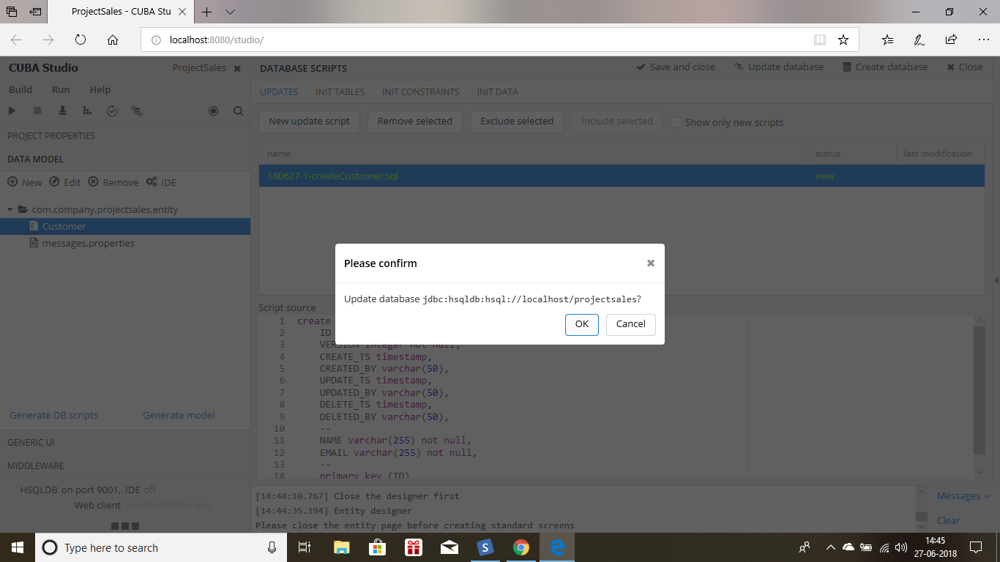 ProjectSales - CUBA Stu
localhost:8080/studio/
CUBA Studio
ProjectSales
Build Run Help
PROJECT PROPERTIES
DATA MODEL
New Edit Remove IDE
com.company.projectsales.entity
Customer
messages.properties
Generate DB scripts Generate model
GENERIC UI
MIDDLEWARE
HSQLDB on port 9001, IDE off
Web client localhost:8081/app
DATABASE SCRIPTS
Save and close Update database Create database Close
UPDATES INIT TABLES INIT CONSTRAINTS INIT DATA
New update script Remove selected Exclude selected Include selected Show only new scripts
name status last modification
180627-1-createCustomer.sql new
Please confirm
Update database jdbc:hsqldb:hsql://localhost/projectsales?
OK Cancel
Script source
1 create
2 ID
3 VERSION integer not null,
4 CREATE_TS timestamp,
5 CREATED_BY varchar(50),
6 UPDATE_TS timestamp,
7 UPDATED_BY varchar(50),
8 DELETE_TS timestamp,
9 DELETED_BY varchar(50),
10 --
11 NAME varchar(255) not null,
12 EMAIL varchar(255) not null,
13 --
14 primary key (ID)
[14:44:10.767] Close the designer first
[14:44:35.194] Entity designer
Please close the entity page before creating standard screens
Messages
Clear
Type here to search
14:45
27-06-2018